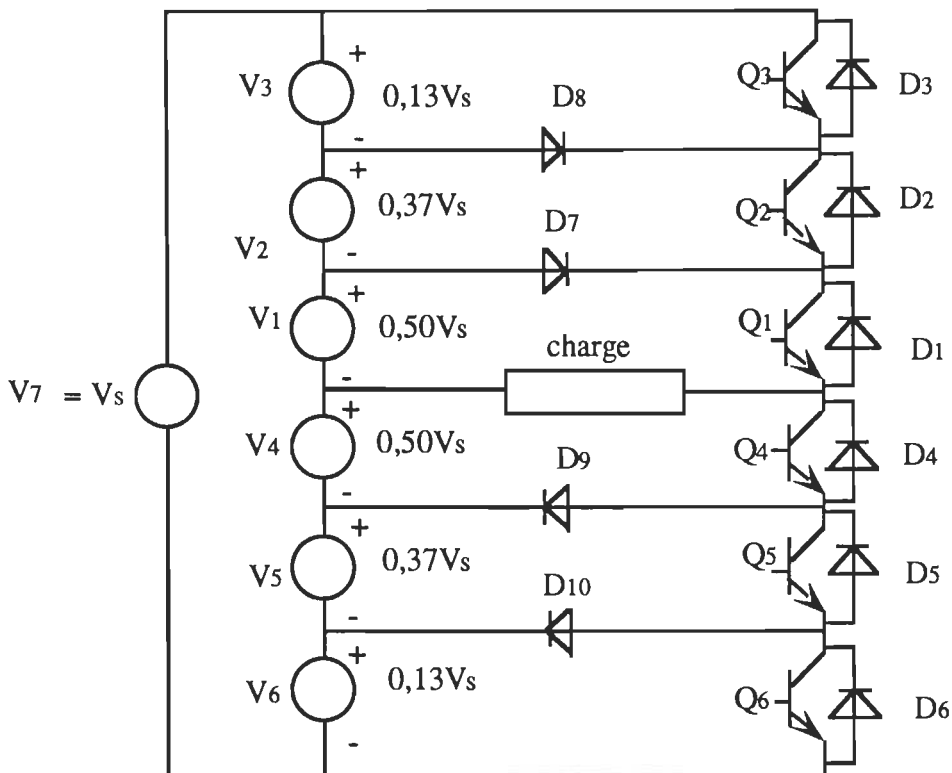 +
V3
0,13Vs
-
D8
Q3
D3
+
0,37Vs
V2
-
D7
Q2
D2
+
V1
0,50Vs
-
charge
Q1
D1
V7 = Vs
+
V4
0,50Vs
-
D9
Q4
D4
+
V5
0,37Vs
-
D10
Q5
D5
+
V6
0,13Vs
-
Q6
D6